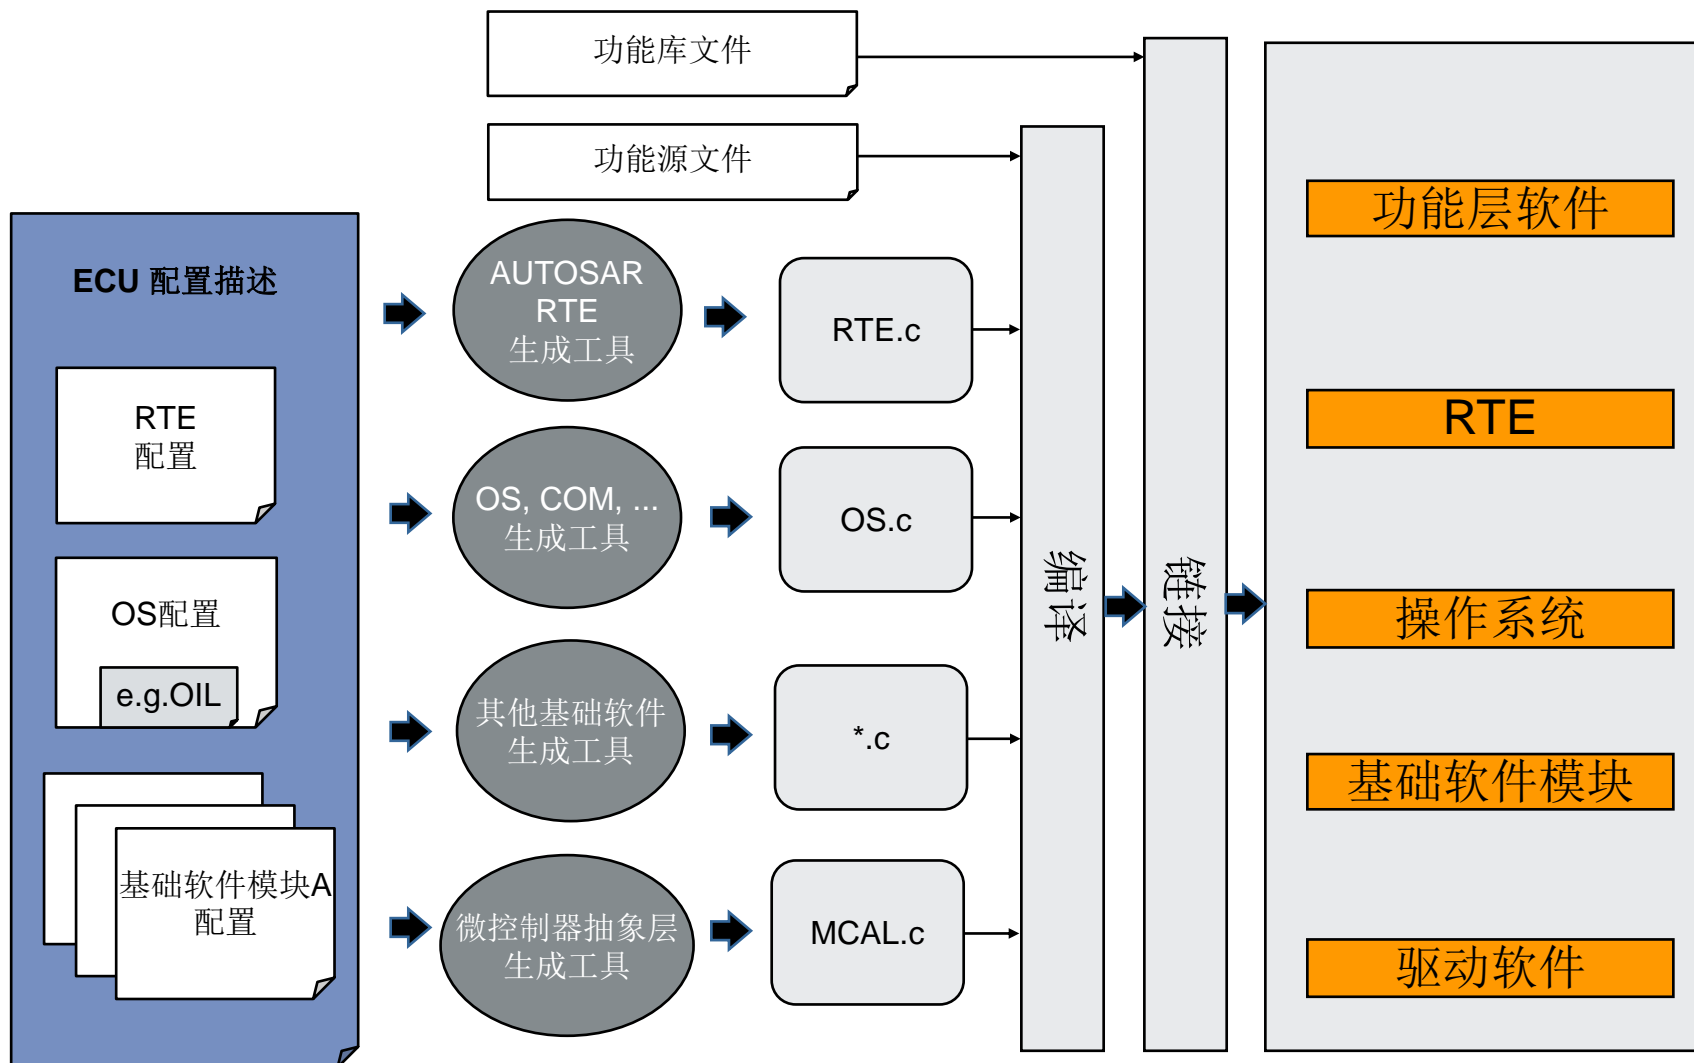 功能库文件
功能源文件
ECU 配置描述
RTE
配置
OS配置
e.g.OIL
基础软件模块A
配置
AUTOSAR
RTE
生成工具
OS, COM, ...
生成工具
其他基础软件
生成工具
微控制器抽象层
生成工具
RTE.c
OS.c
*.c
MCAL.c
编译
链接
功能层软件
RTE
操作系统
基础软件模块
驱动软件